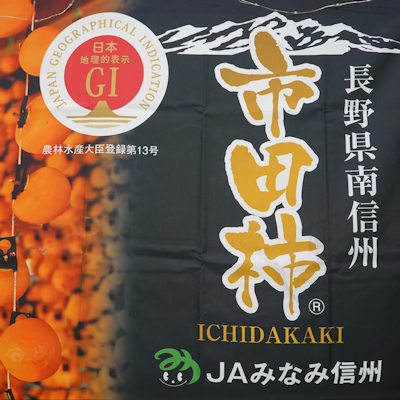 JAPAN GEOGRAPHICAL INDICATION
日本
地理的表示
GI
農林水産大臣登録第13号
長野県南信州
市田柿®
ICHIDAKAKI
み
JAみなみ信州